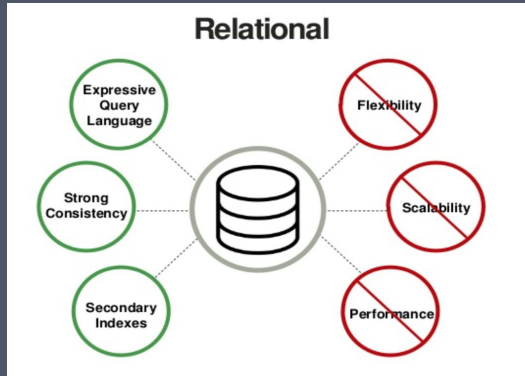 Relational
Expressive
Query
Language
Strong
Consistency
Secondary
Indexes
Flexibility
Scalability
Performance